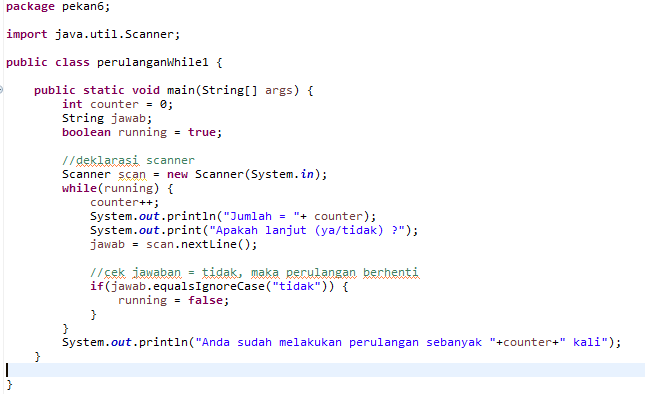 package pekan6;
import java.util.Scanner;
public class perulanganWhile1 {
public static void main(String[] args) {
int counter = 0;
String jawab;
boolean running = true;
//deklarasi scanner
Scanner scan = new Scanner(System.in);
while(running) {
counter++;
System.out.println("Jumlah = "+ counter);
System.out.print("Apakah lanjut (ya/tidak) ?");
jawab = scan.nextLine();
//cek jawaban = tidak, maka perulangan berhenti
if(jawab.equalsIgnoreCase("tidak")) {
running = false;
}
}
System.out.println("Anda sudah melakukan perulangan sebanyak "+counter+" kali");
}
}